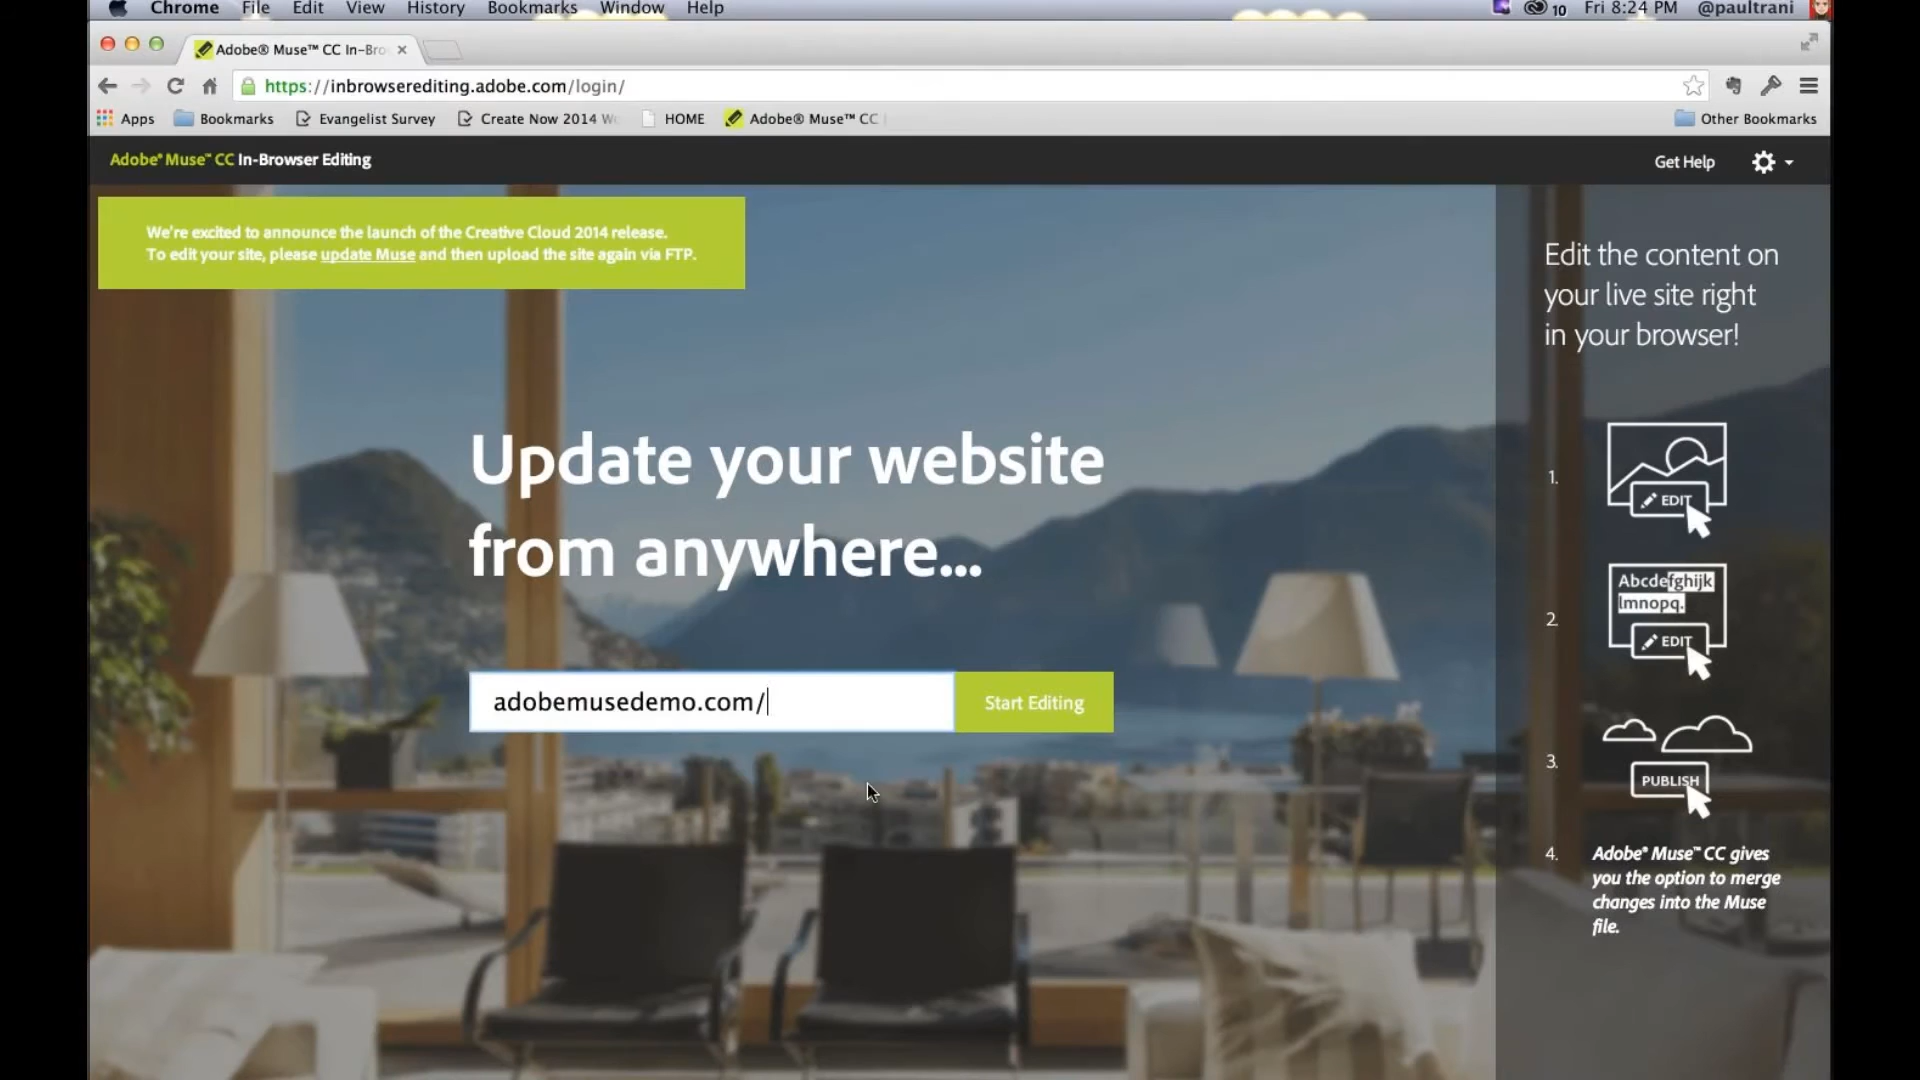 Chrome File Edit View History Bookmarks Window Help 10 Fri 8:24 PM @paultrani
Adobe® Muse™ CC In-Bro
https://inbrowserediting.adobe.com/login/
Apps Bookmarks Evangelist Survey Create Now 2014 W HOME Adobe® Muse™ CC Other Bookmarks
Adobe® Muse™ CC In-Browser Editing Get Help
We're excited to announce the launch of the Creative Cloud 2014 release.
To edit your site, please update Muse and then upload the site again via FTP.
Update your website
from anywhere...
adobemusedemo.com/
Start Editing
Edit the content on
your live site right
in your browser!
1.
EDIT
2.
Abcdefghijk
lmnopq.
EDIT
3.
PUBLISH
4. Adobe® Muse™ CC gives
you the option to merge
changes into the Muse
file.